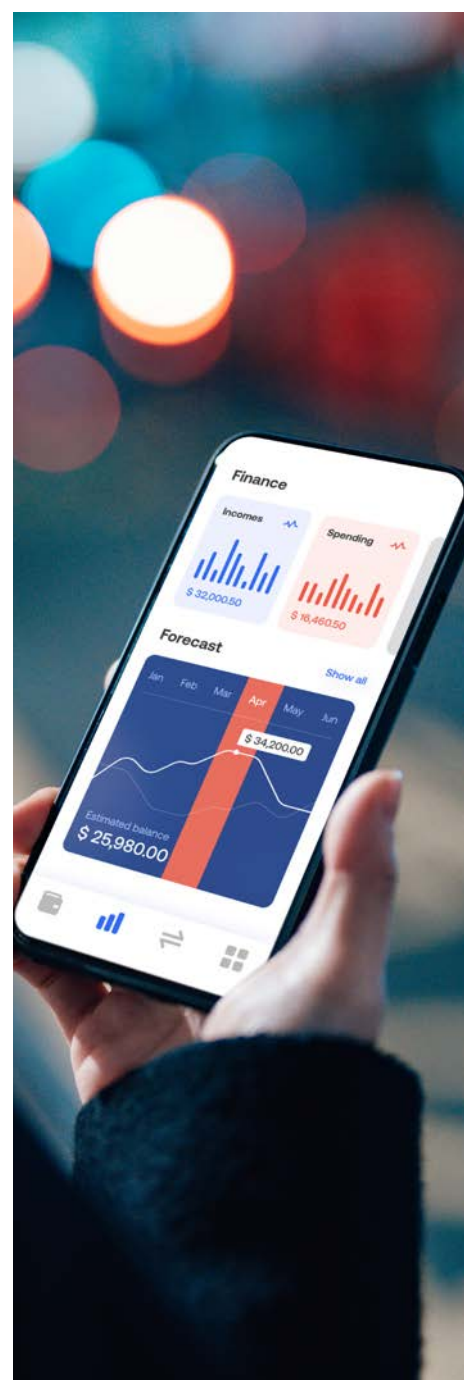 Finance
Incomes
$ 32,000.50
Spending
$ 16,460.50
Forecast
Show all
Jan Feb Mar Apr May Jun
$ 34,200.00
Estimated balance
$ 25,980.00